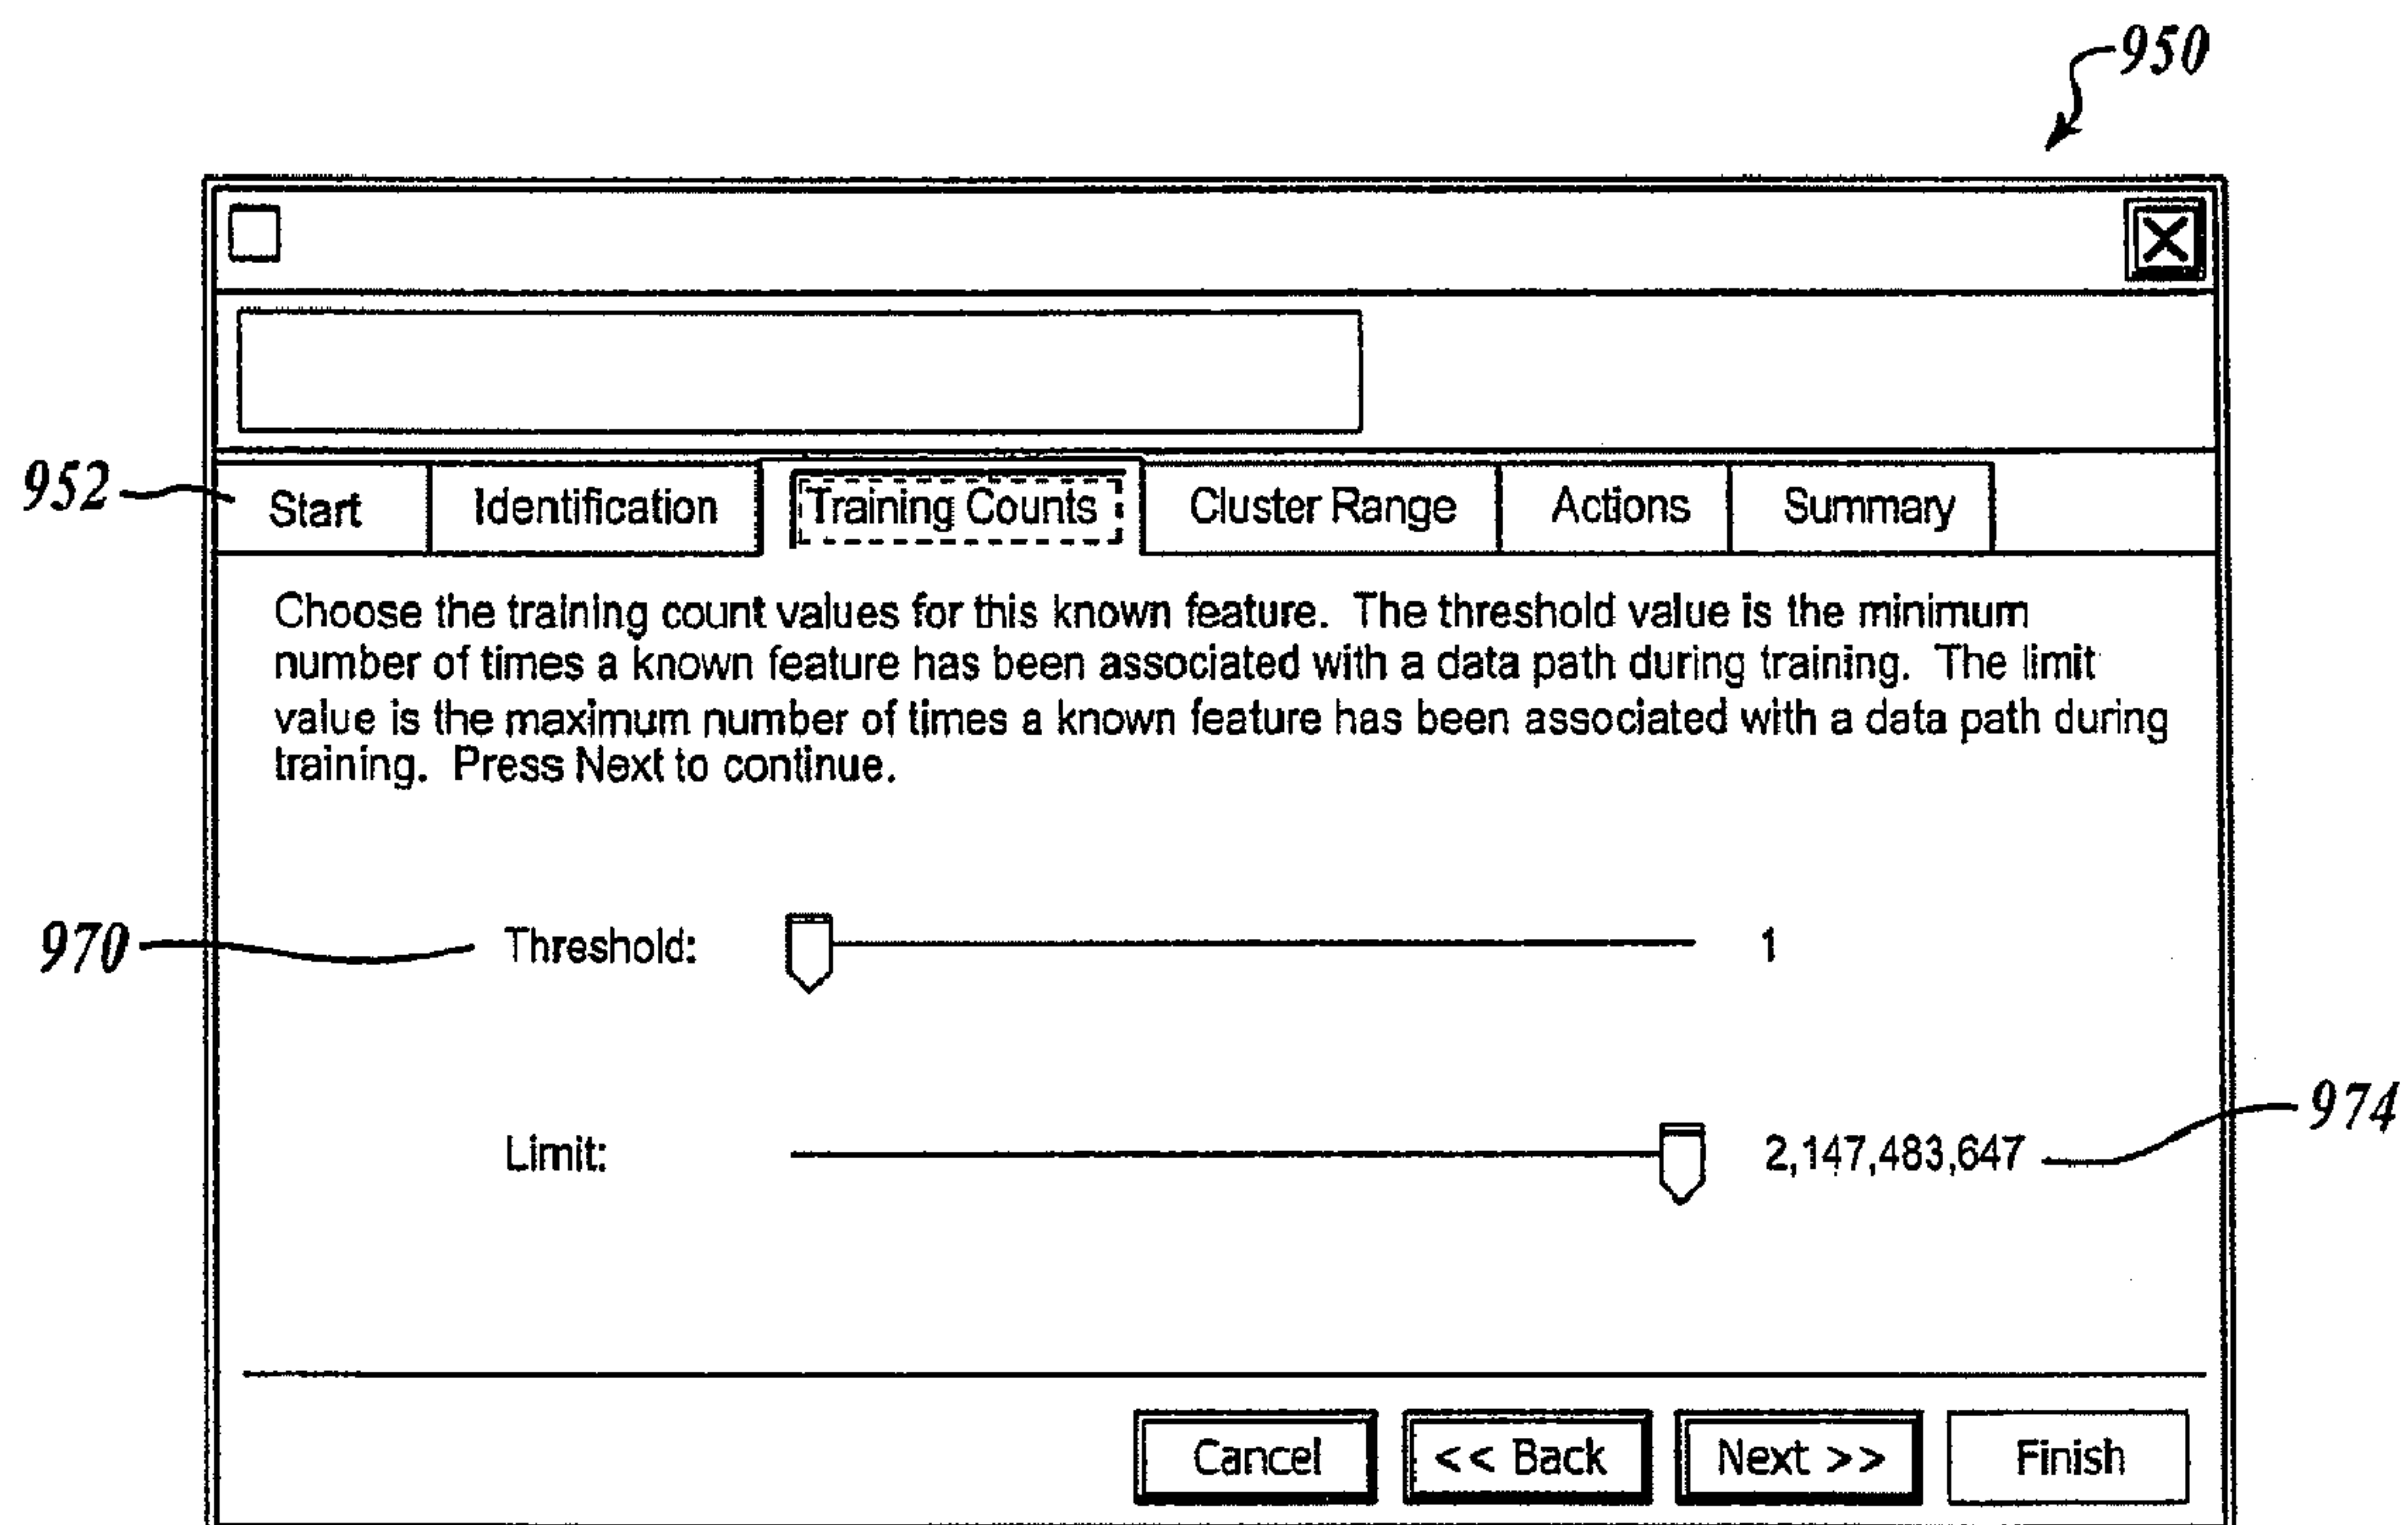 950
952
Start Identification Training Counts Cluster Range Actions Summary
Choose the training count values for this known feature. The threshold value is the minimum
number of times a known feature has been associated with a data path during training. The limit
value is the maximum number of times a known feature has been associated with a data path during
training. Press Next to continue.
970 Threshold: 1
974
Limit: 2,147,483,647
Cancel << Back Next >> Finish